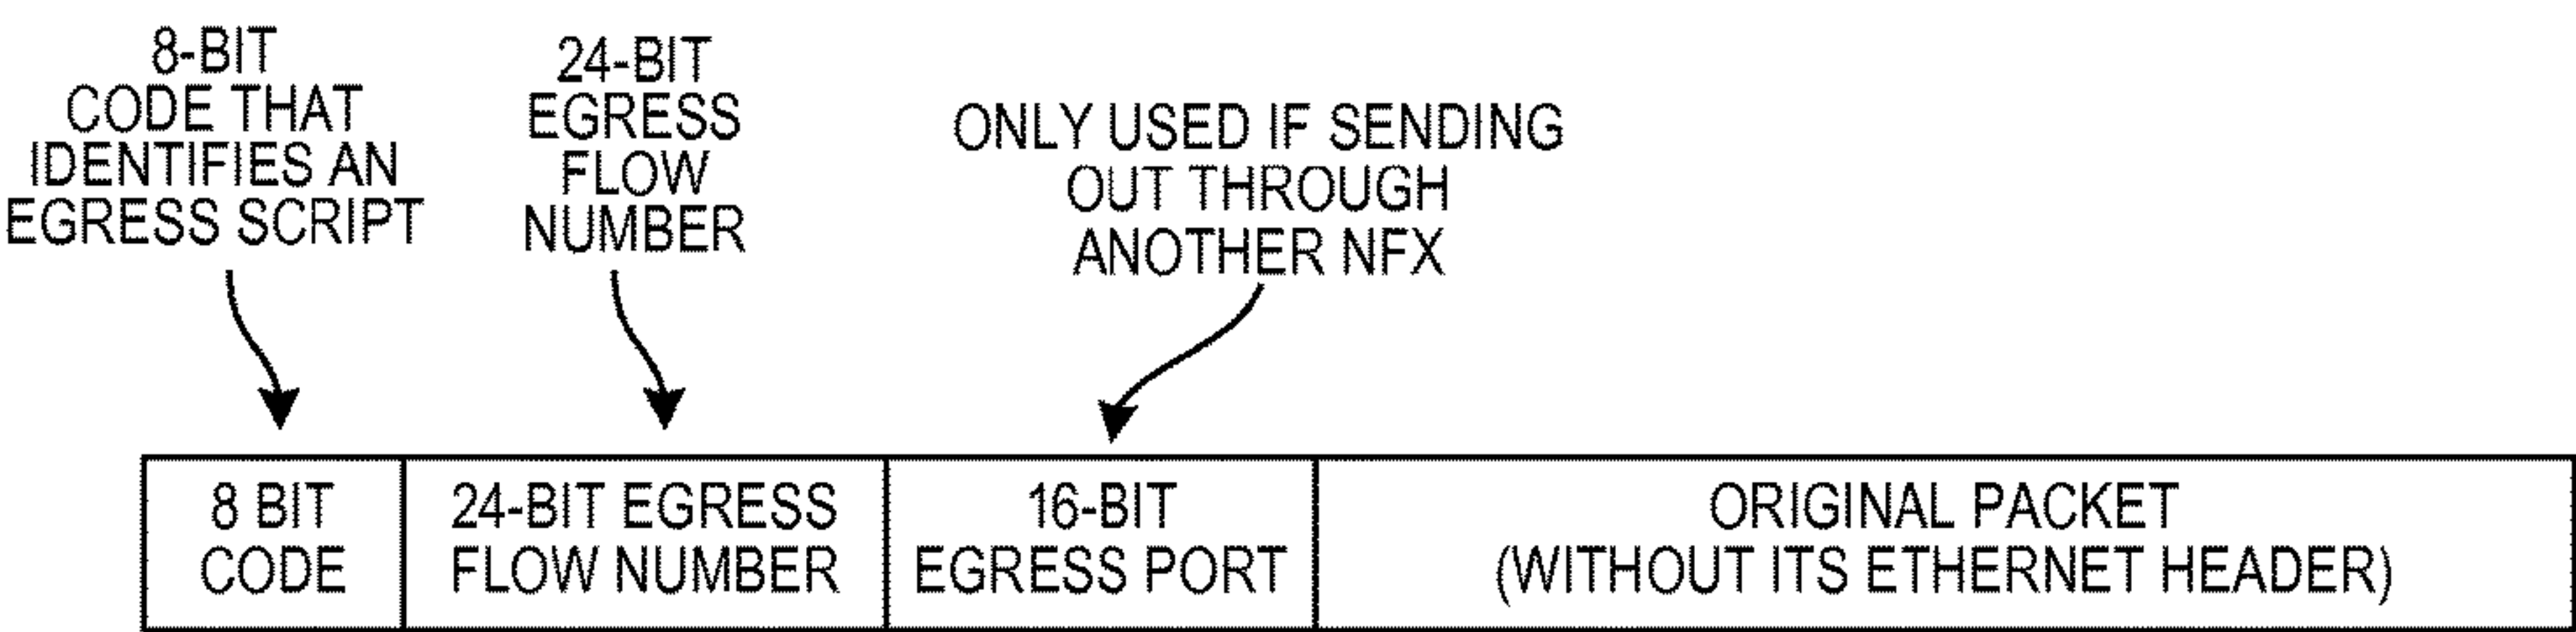 8-BIT
CODE THAT
IDENTIFIES AN
EGRESS SCRIPT
24-BIT
EGRESS
FLOW
NUMBER
ONLY USED IF SENDING
OUT THROUGH
ANOTHER NFX
8 BIT
CODE
24-BIT EGRESS
FLOW NUMBER
16-BIT
EGRESS PORT
ORIGINAL PACKET
(WITHOUT ITS ETHERNET HEADER)